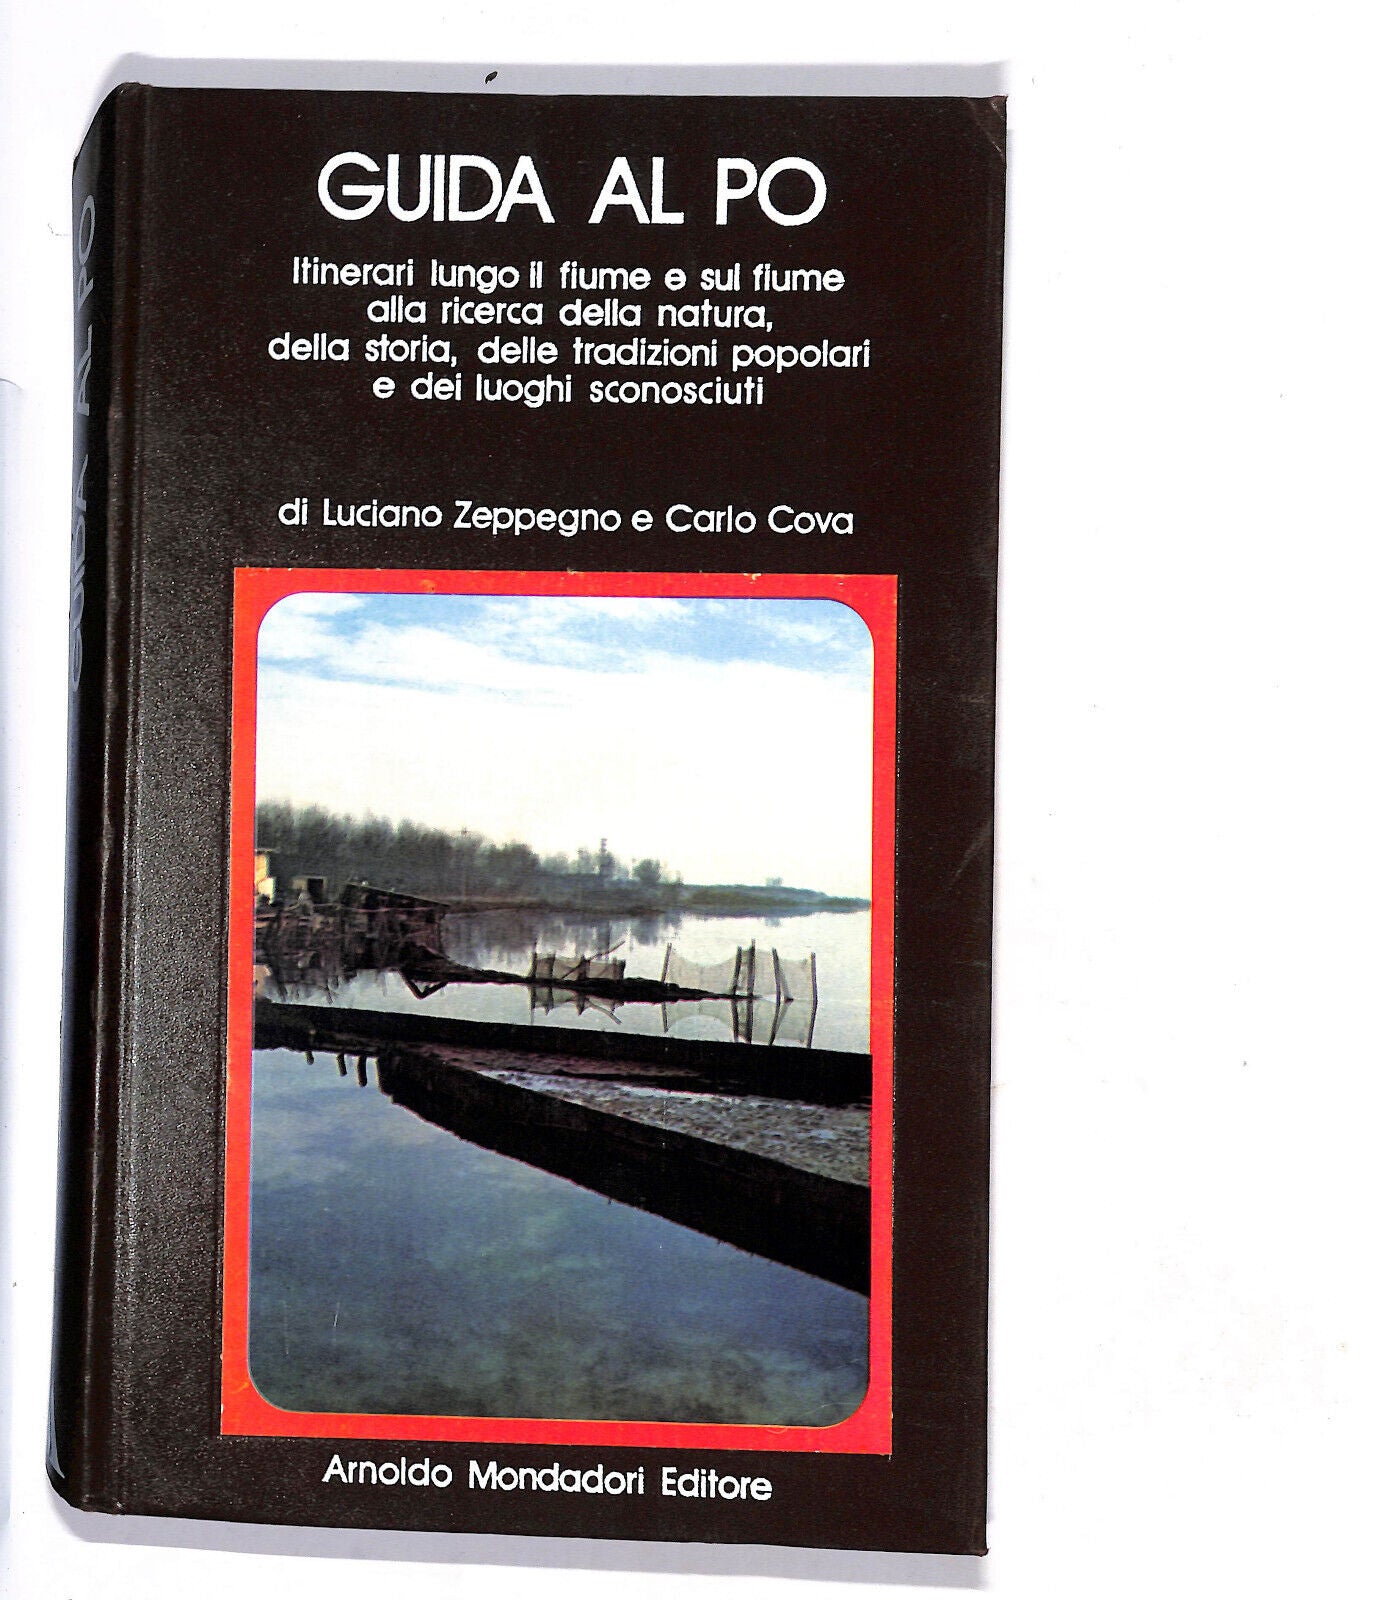 GUIDA AL PO
Itinerari lungo il fiume e sul fiume
alla ricerca della natura,
della storia, delle tradizioni popolari
e dei luoghi sconosciuti
di Luciano Zeppegno e Carlo Cova
Arnoldo Mondadori Editore
GUIDA AL PO